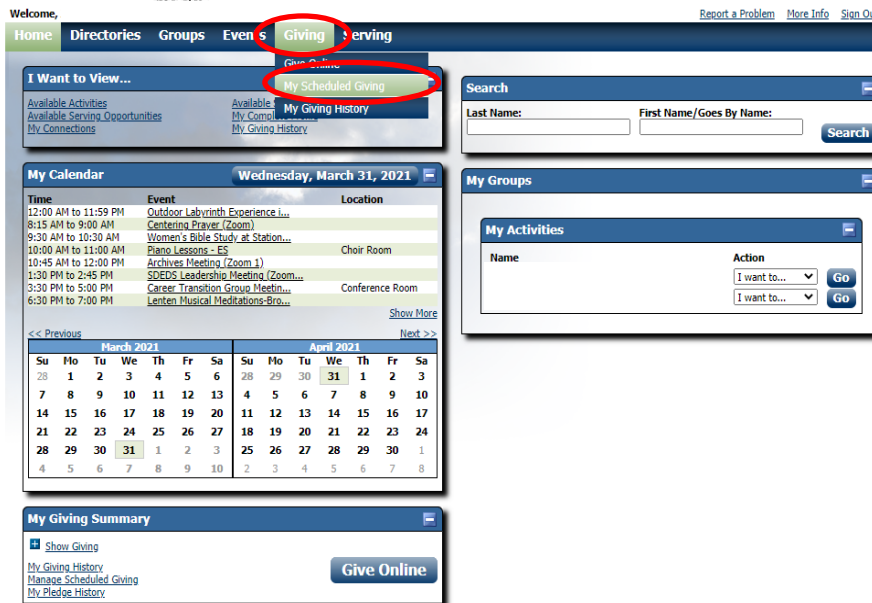 Welcome,
Report a Problem More Info Sign Ou
Home Directories Groups Events Giving Serving
Give Online
My Scheduled Giving
My Giving History
I Want to View...
Available Activities Available
Available Serving Opportunities My Comple
My Connections My Giving History
Search
Last Name: First Name/Goes By Name:
Search
My Calendar Wednesday, March 31, 2021
Time Event Location
12:00 AM to 11:59 PM Outdoor Labyrinth Experience i...
8:15 AM to 9:00 AM Centering Prayer (Zoom)
9:30 AM to 10:30 AM Women's Bible Study at Station...
10:00 AM to 11:00 AM Piano Lessons - ES Choir Room
10:45 AM to 12:00 PM Archives Meeting (Zoom 1)
1:30 PM to 2:45 PM SDEDS Leadership Meeting (Zoom...
3:30 PM to 5:00 PM Career Transition Group Meetin... Conference Room
6:30 PM to 7:00 PM Lenten Musical Meditations-Bro...
Show More
<< Previous Next >>
March 2021 April 2021
Su Mo Tu We Th Fr Sa Su Mo Tu We Th Fr Sa
28 1 2 3 4 5 6 28 29 30 31 1 2 3
7 8 9 10 11 12 13 4 5 6 7 8 9 10
14 15 16 17 18 19 20 11 12 13 14 15 16 17
21 22 23 24 25 26 27 18 19 20 21 22 23 24
28 29 30 31 1 2 3 25 26 27 28 29 30 1
4 5 6 7 8 9 10 2 3 4 5 6 7 8
My Groups
My Activities
Name Action
I want to... Go
I want to... Go
My Giving Summary
Show Giving
My Giving History
Manage Scheduled Giving
My Pledge History
Give Online